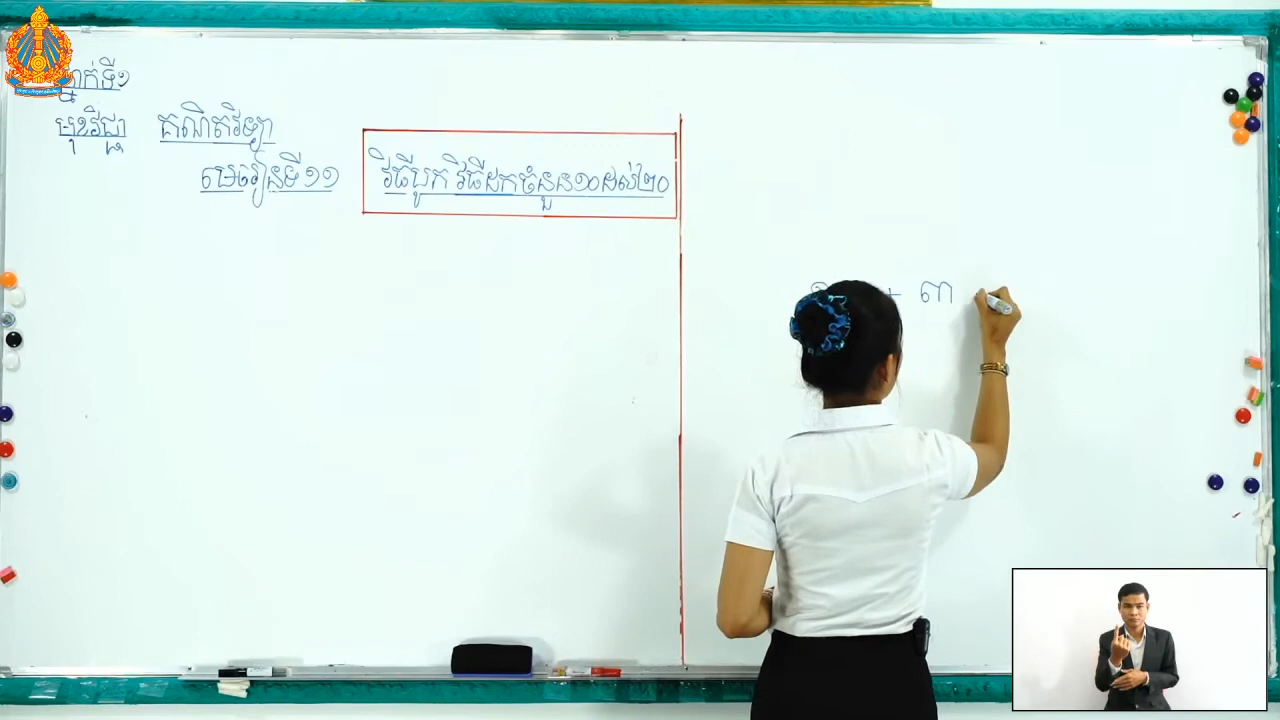 ថ្នាក់ទី១
មុខវិជ្ជា គណិតវិទ្យា
មេរៀនទី១១ វិធីបូក វិធីដកចំនួន១០ដល់២០
+ ៣